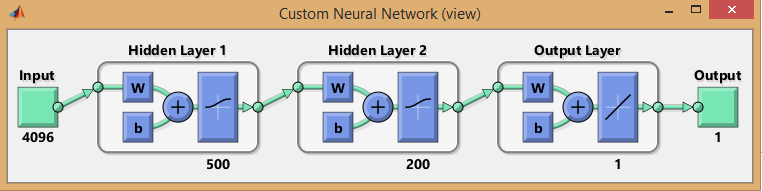 Custom Neural Network (view)
Hidden Layer 1 Hidden Layer 2 Output Layer
Input Output
W W W
b b b
4096 1
500 200 1